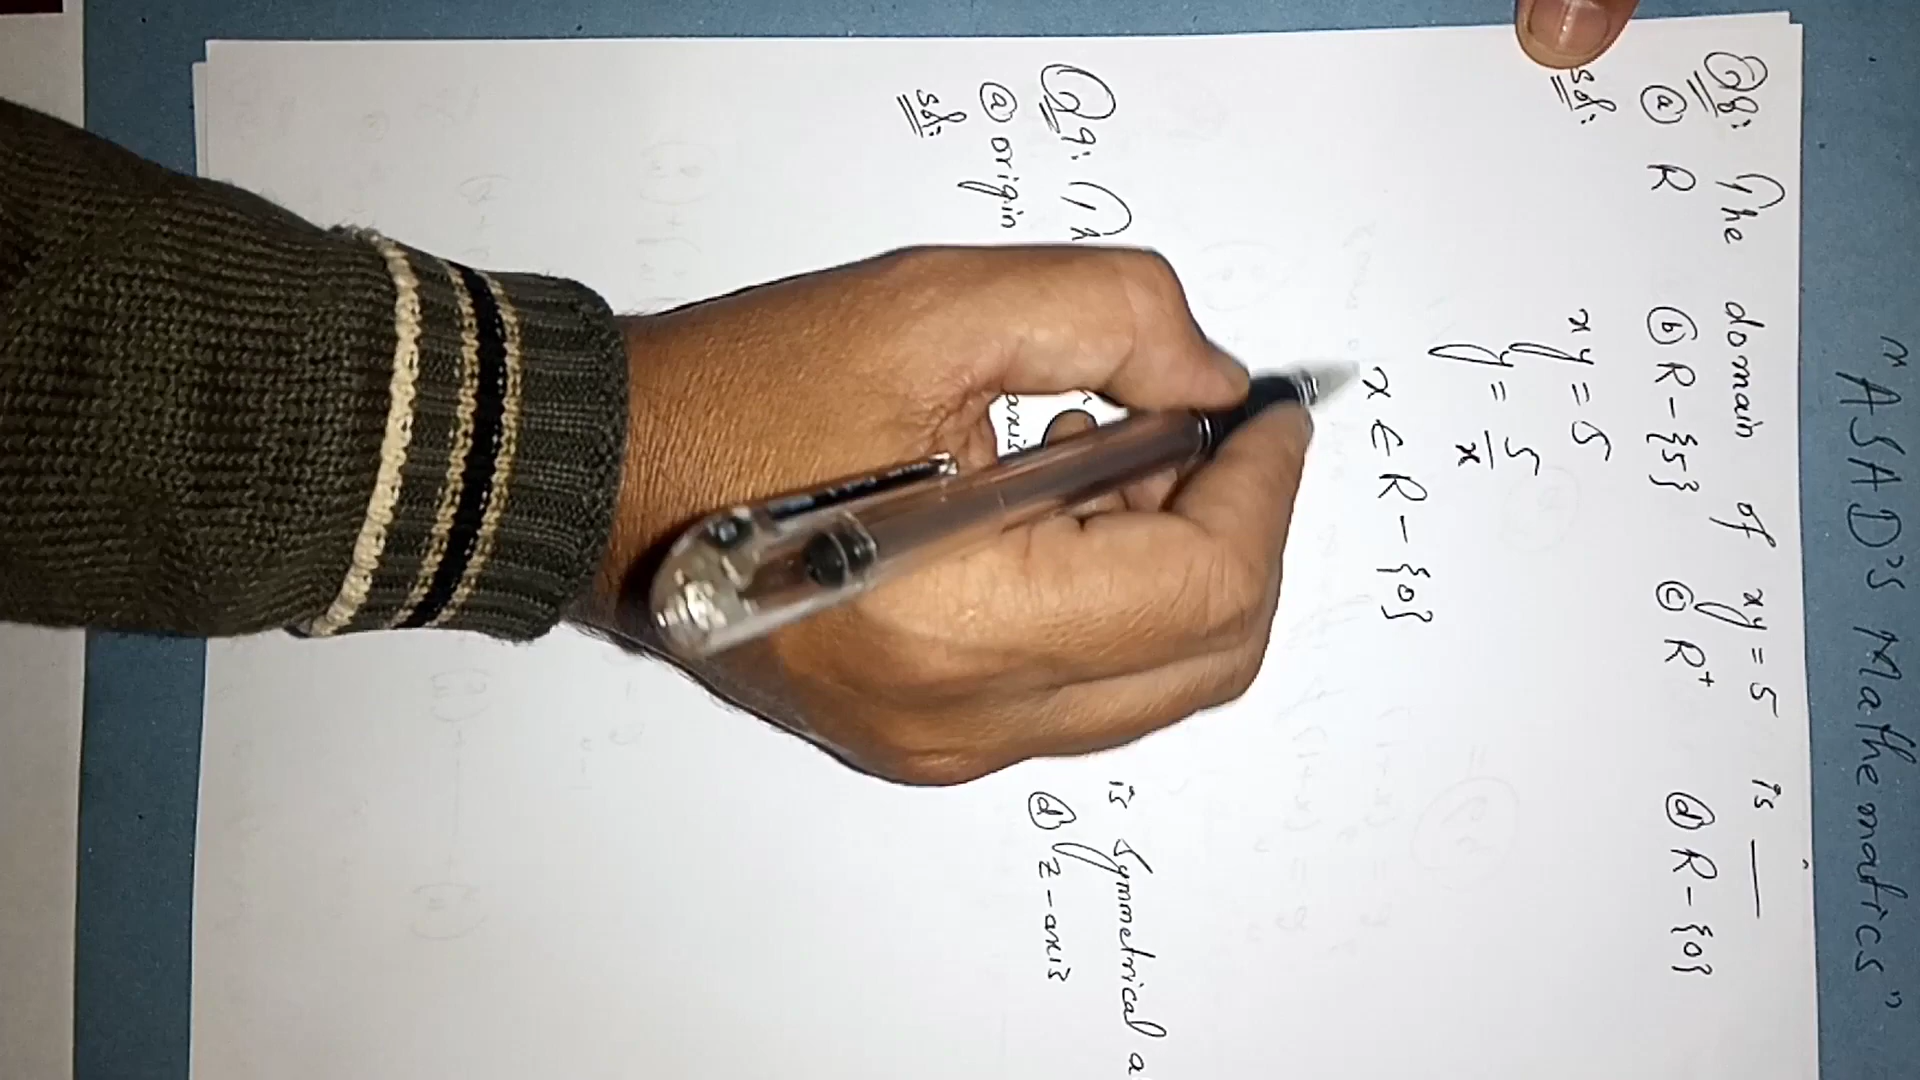 "ASAD's Mathematics"
Q8: The domain of xy = 5 is ___
(a) R (b) R-{5} (c) R⁺ (d) R-{0}
Sol:
xy = 5
y = 5/x
x ∈ R-{0}
Q9: is symmetrical
(a) origin axis (d) z-axis
Sol: